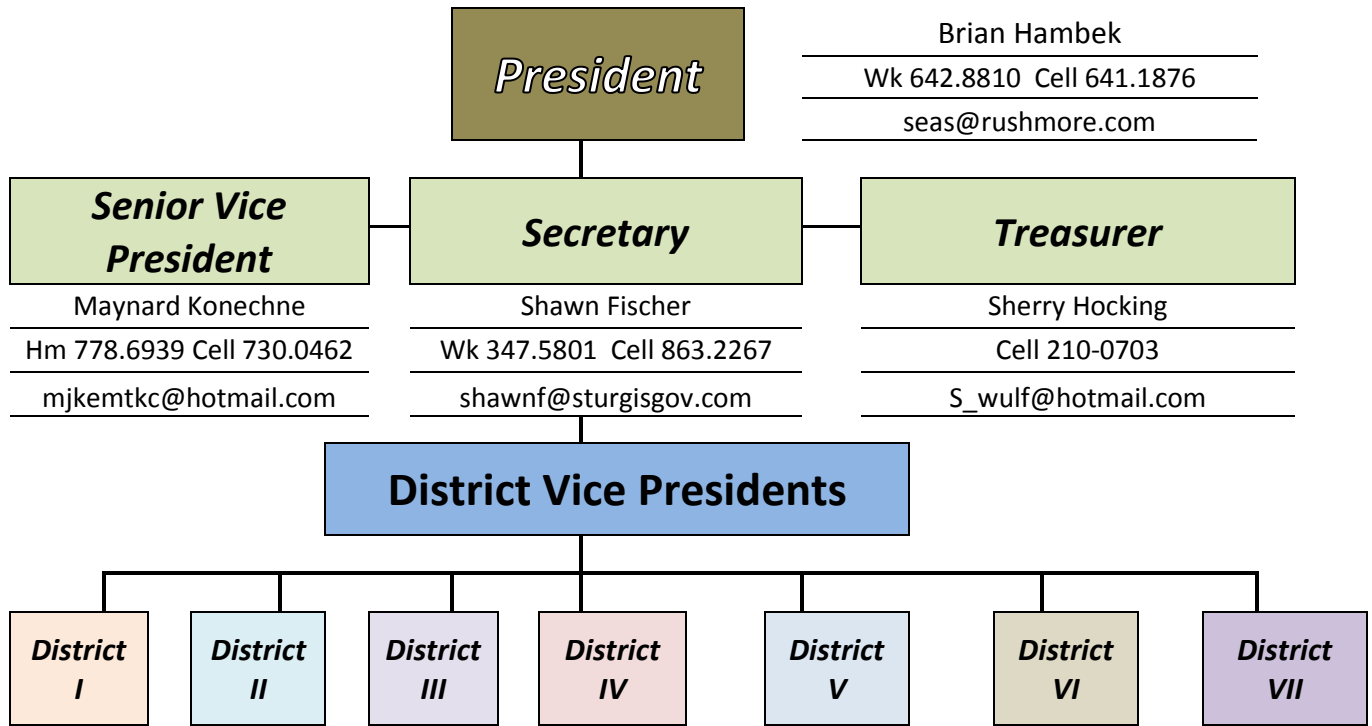 President
Brian Hambek
Wk 642.8810 Cell 641.1876
seas@rushmore.com
Senior Vice
President
Maynard Konechne
Hm 778.6939 Cell 730.0462
mjkemtkc@hotmail.com
Secretary
Shawn Fischer
Wk 347.5801 Cell 863.2267
shawnf@sturgisgov.com
Treasurer
Sherry Hocking
Cell 210-0703
S_wulf@hotmail.com
District Vice Presidents
District
I
District
II
District
III
District
IV
District
V
District
VI
District
VII